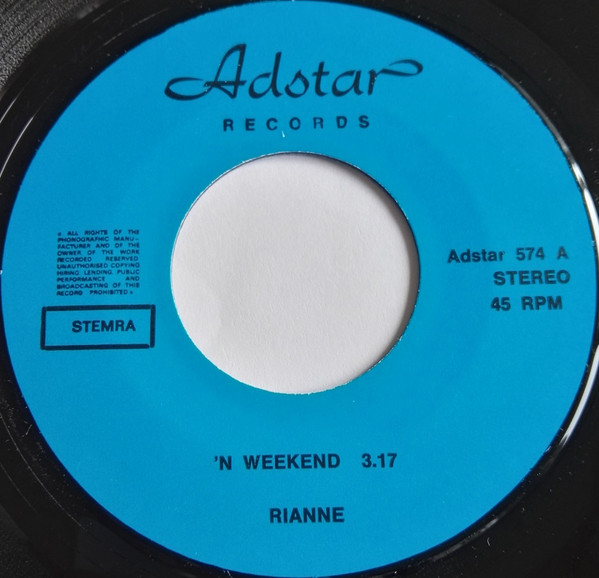 Adstar
RECORDS
« ALL RIGHTS OF THE
PHONOGRAPHIC MANU-
FACTURER AND OF THE
OWNER OF THE WORK
RECORDED RESERVED
UNAUTHORISED COPYING
HIRING LENDING PUBLIC
PERFORMANCE AND
BROADCASTING OF THIS
RECORD PROHIBITED »
STEMRA
Adstar 574 A
STEREO
45 RPM
'N WEEKEND 3.17
RIANNE